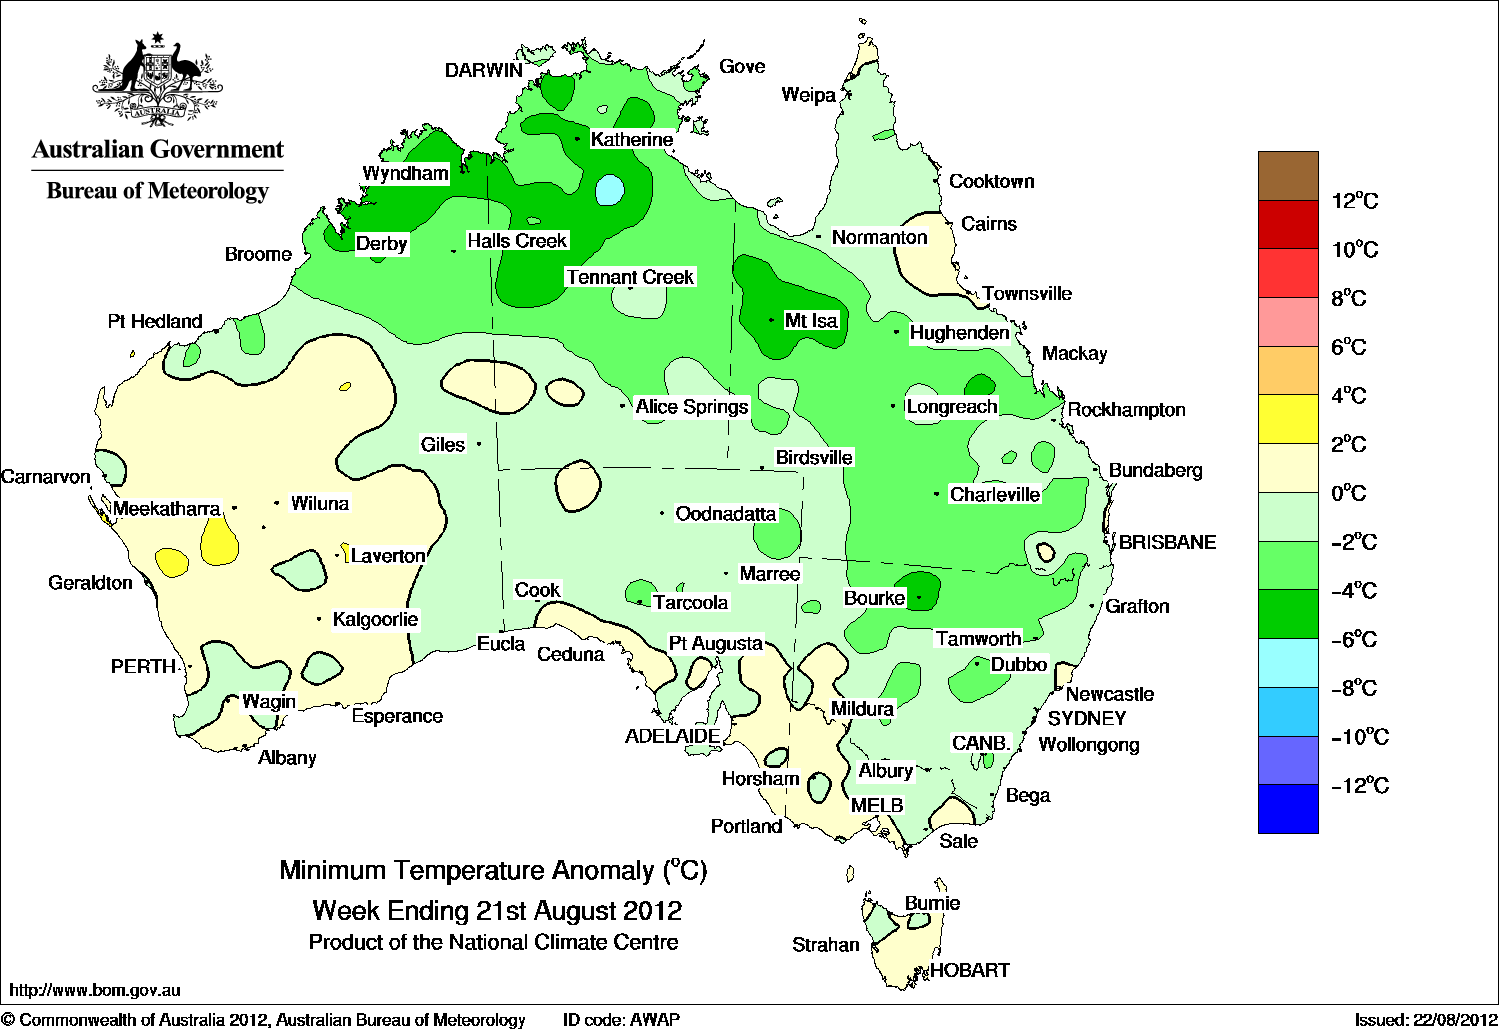 AUSTRALIA
Australian Government
Bureau of Meteorology
DARWIN
Gove
Weipa
Katherine
Wyndham
Cooktown
Cairns
Normanton
Derby
Halls Creek
Broome
Tennant Creek
Townsville
Pt Hedland
Mt Isa
Hughenden
Mackay
Alice Springs
Longreach
Rockhampton
Giles
Birdsville
Carnarvon
Bundaberg
Meekatharra
Wiluna
Oodnadatta
Charleville
BRISBANE
Laverton
Geraldton
Marree
Cook
Tarcoola
Bourke
Grafton
Kalgoorlie
Eucla
Ceduna
Pt Augusta
Tamworth
PERTH
Dubbo
Wagin
Newcastle
Esperance
Mildura
SYDNEY
ADELAIDE
CANB.
Wollongong
Albany
Horsham
Albury
Bega
MELB
Portland
Sale
Burnie
Strahan
HOBART
12°C
10°C
8°C
6°C
4°C
2°C
0°C
-2°C
-4°C
-6°C
-8°C
-10°C
-12°C
Minimum Temperature Anomaly (°C)
Week Ending 21st August 2012
Product of the National Climate Centre
http://www.bom.gov.au
© Commonwealth of Australia 2012, Australian Bureau of Meteorology ID code: AWAP Issued: 22/08/2012